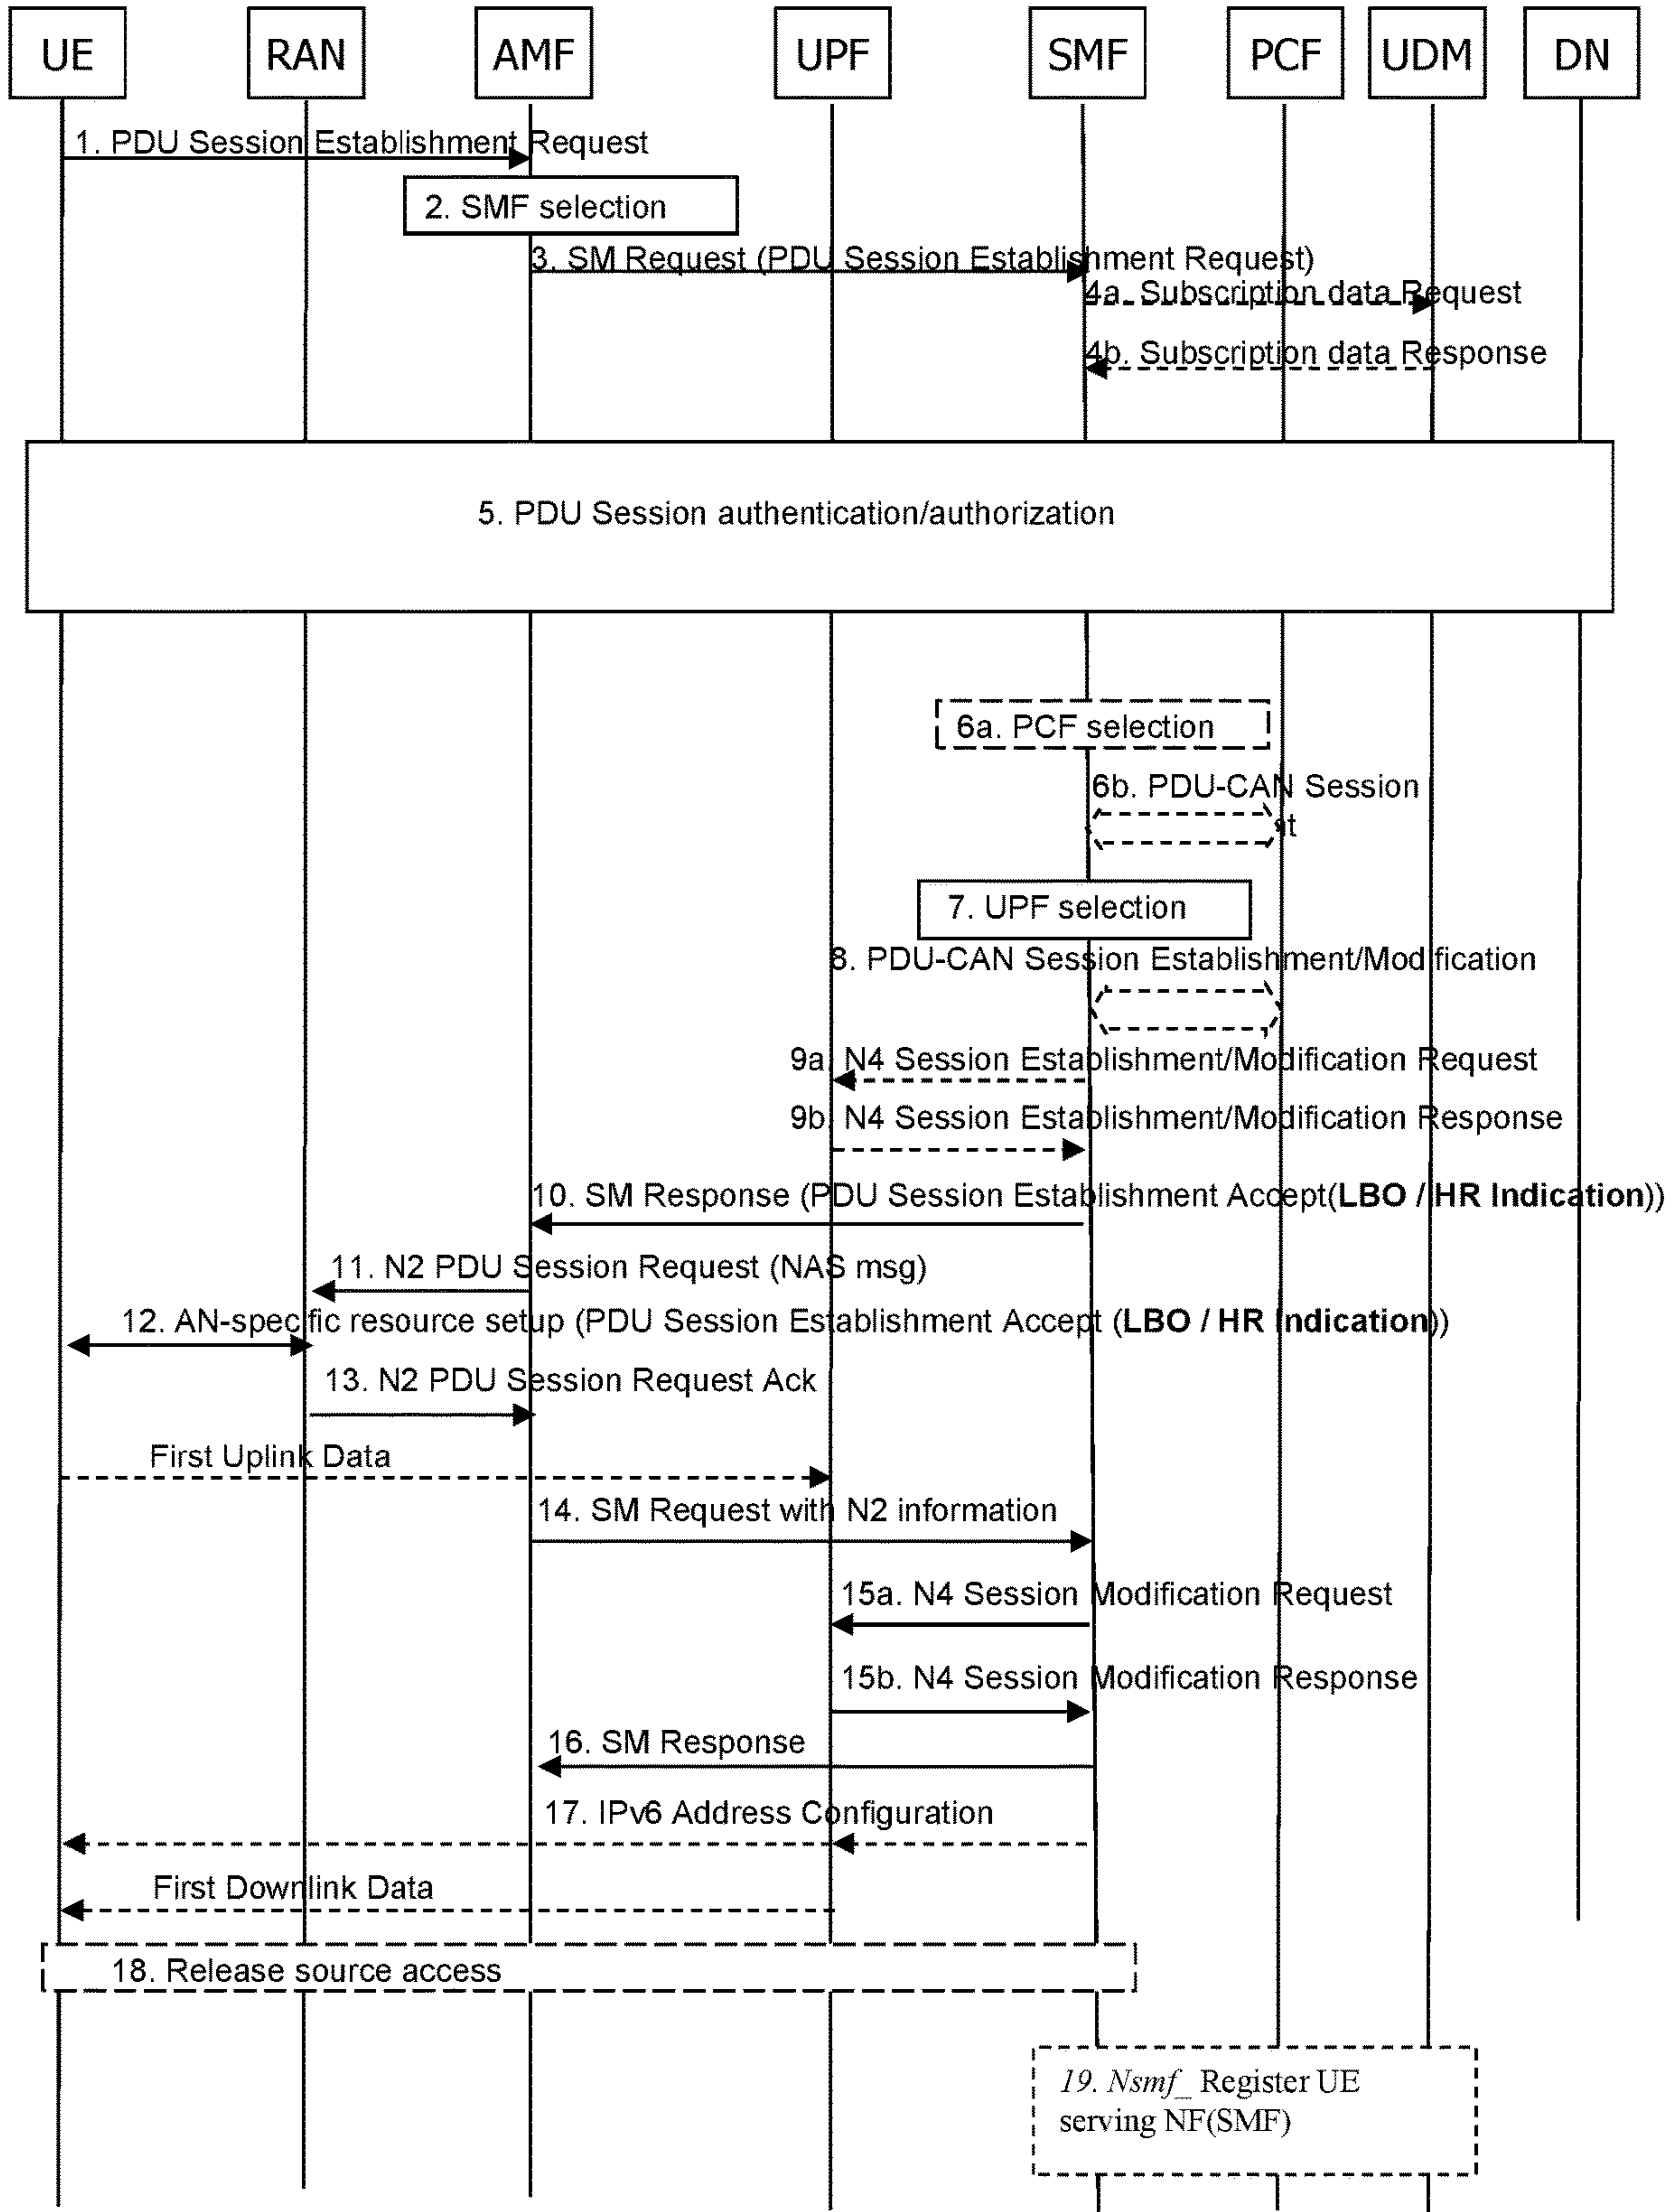 UE RAN AMF UPF SMF PCF UDM DN
1. PDU Session Establishment Request
2. SMF selection
3. SM Request (PDU Session Establishment Request)
4a. Subscription data Request
4b. Subscription data Response
5. PDU Session authentication/authorization
6a. PCF selection
6b. PDU-CAN Session
t
7. UPF selection
8. PDU-CAN Session Establishment/Modification
9a. N4 Session Establishment/Modification Request
9b. N4 Session Establishment/Modification Response
10. SM Response (PDU Session Establishment Accept(LBO / HR Indication))
11. N2 PDU Session Request (NAS msg)
12. AN-specific resource setup (PDU Session Establishment Accept (LBO / HR Indication))
13. N2 PDU Session Request Ack
First Uplink Data
14. SM Request with N2 information
15a. N4 Session Modification Request
15b. N4 Session Modification Response
16. SM Response
17. IPv6 Address Configuration
First Downlink Data
18. Release source access
19. Nsmf_ Register UE
serving NF(SMF)